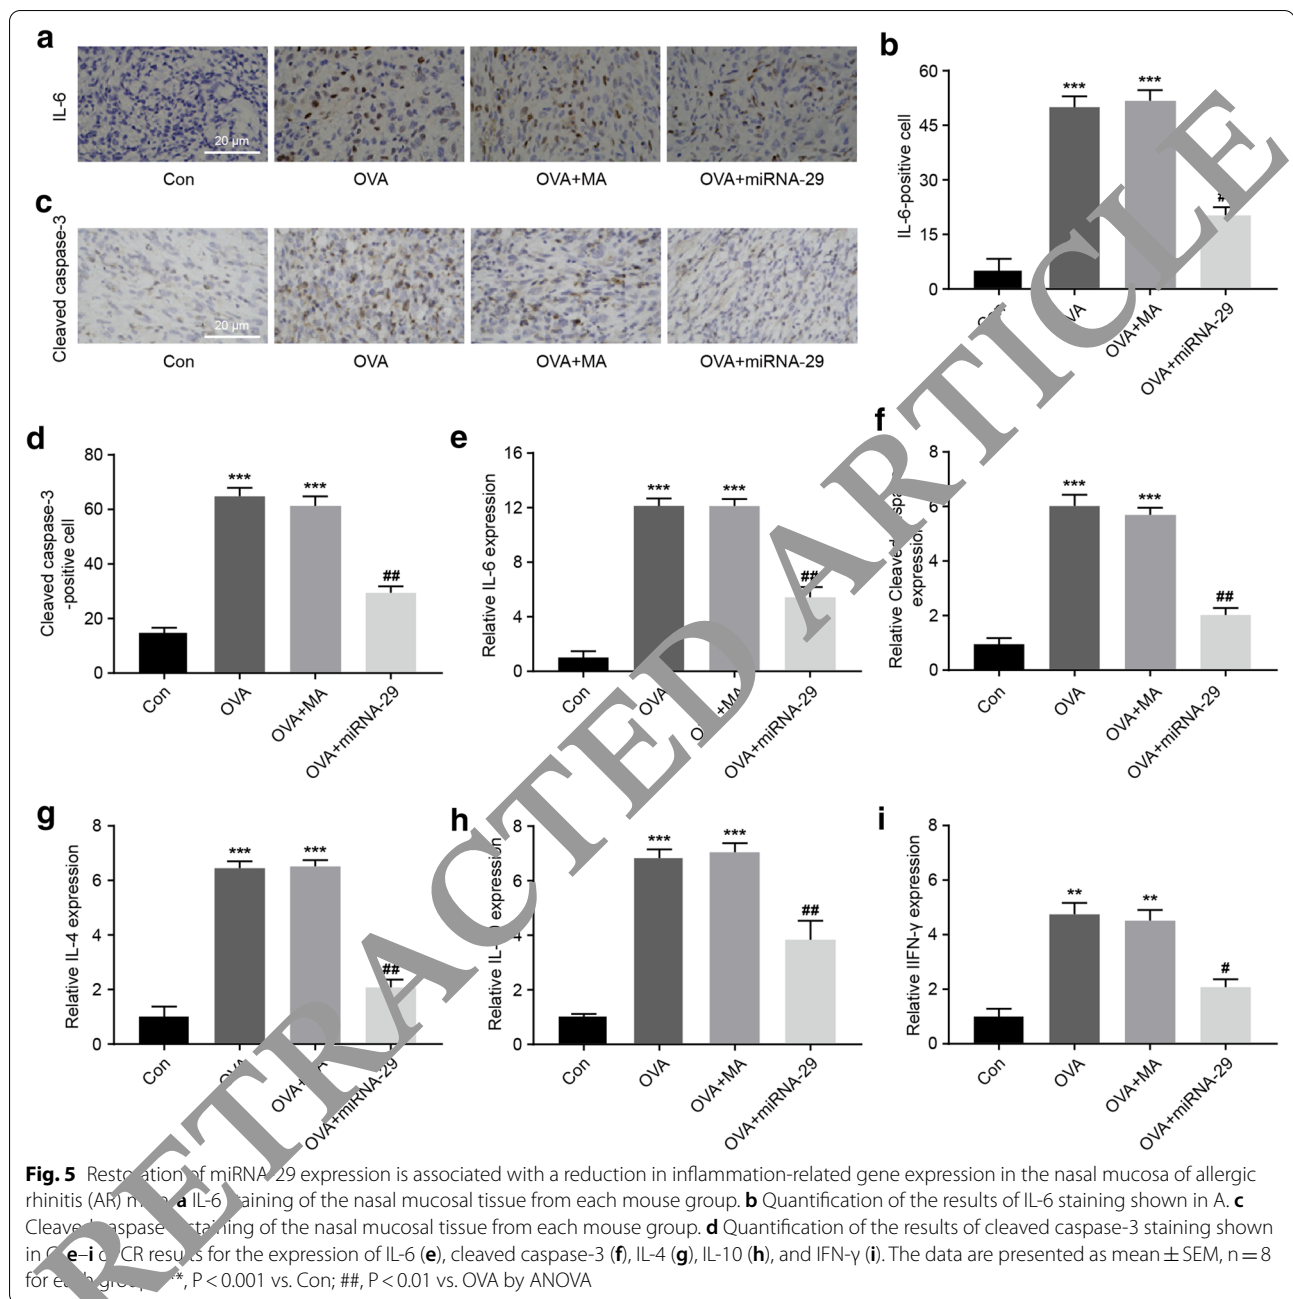 a
IL-6
20 µm
Con
OVA
OVA+MA
OVA+miRNA-29
b
IL-6-positive cell
60
45
30
15
0
***
***
#
OVA+MA
OVA+miRNA-29
c
Cleaved caspase-3
20 µm
Con
OVA
OVA+MA
OVA+miRNA-29
d
Cleaved caspase-3
-positive cell
80
60
40
20
0
***
***
##
Con
OVA
OVA+MA
OVA+miRNA-29
e
Relative IL-6 expression
16
12
8
4
0
***
***
##
Con
OVA
OVA+miRNA-29
f
Relative Cleaved
expression
8
6
4
2
0
***
***
##
Con
OVA
OVA+MA
OVA+miRNA-29
g
Relative IL-4 expression
8
6
4
2
0
***
***
##
Con
OVA
OVA+miRNA-29
h
Relative expression
8
6
4
2
0
***
***
##
Con
OVA
OVA+MA
OVA+miRNA-29
i
Relative IIFN-γ expression
8
6
4
2
0
**
**
#
Con
OVA
OVA+MA
OVA+miRNA-29
Fig. 5 Restoration of miRNA-29 expression is associated with a reduction in inflammation-related gene expression in the nasal mucosa of allergic
rhinitis (AR) a IL-6 staining of the nasal mucosal tissue from each mouse group. b Quantification of the results of IL-6 staining shown in A. c
Cleaved caspase staining of the nasal mucosal tissue from each mouse group. d Quantification of the results of cleaved caspase-3 staining shown
in e–i results for the expression of IL-6 (e), cleaved caspase-3 (f), IL-4 (g), IL-10 (h), and IFN-γ (i). The data are presented as mean ± SEM, n = 8
for each group P < 0.001 vs. Con; ##, P < 0.01 vs. OVA by ANOVA
RETRACTED ARTICLE